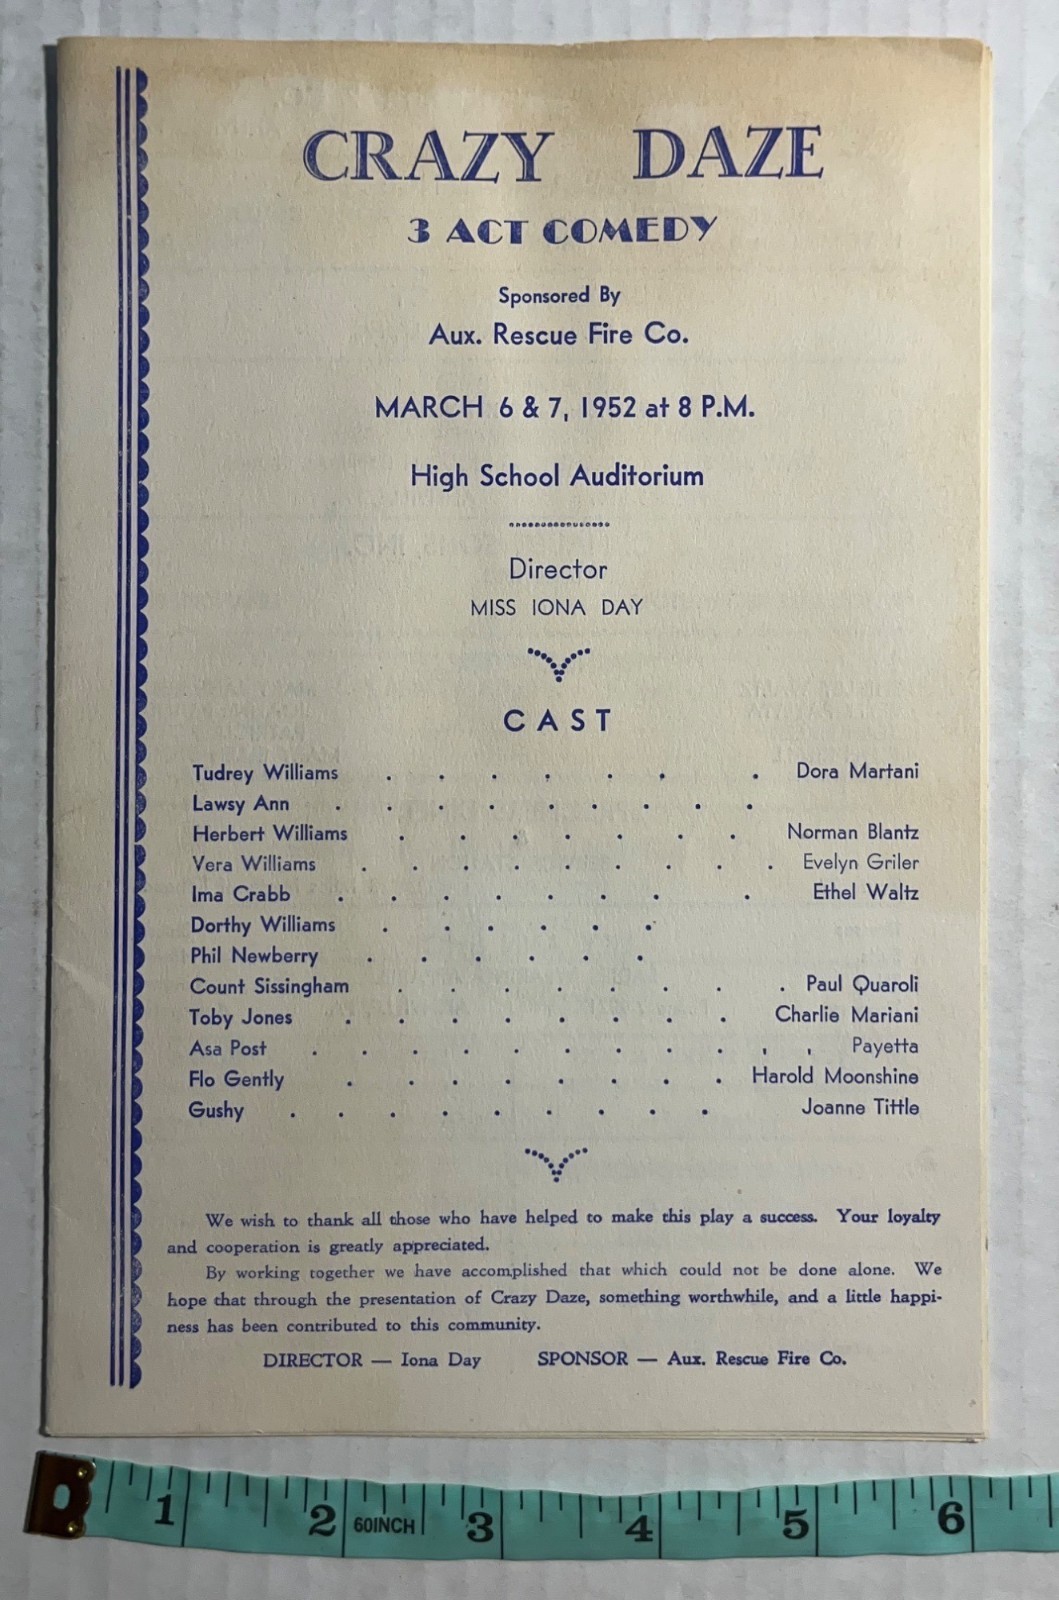 CRAZY DAZE
3 ACT COMEDY
Sponsored By
Aux. Rescue Fire Co.
MARCH 6 & 7, 1952 at 8 P.M.
High School Auditorium
Director
MISS IONA DAY
CAST
Tudrey Williams . . . . . . . Dora Martani
Lawsy Ann . . . . . . . . .
Herbert Williams . . . . . . . Norman Blantz
Vera Williams . . . . . . . . . Evelyn Griler
Ima Crabb . . . . . . . . Ethel Waltz
Dorthy Williams . . . . . .
Phil Newberry . . . . . .
Count Sissingham . . . . . . . . Paul Quaroli
Toby Jones . . . . . . . . Charlie Mariani
Asa Post . . . . . . . . . . . Payetta
Flo Gently . . . . . . . . Harold Moonshine
Gushy . . . . . . . . . Joanne Tittle
We wish to thank all those who have helped to make this play a success. Your loyalty
and cooperation is greatly appreciated.
By working together we have accomplished that which could not be done alone. We
hope that through the presentation of Crazy Daze, something worthwhile, and a little happi-
ness has been contributed to this community.
DIRECTOR — Iona Day SPONSOR — Aux. Rescue Fire Co.
1 2 60INCH 3 4 5 6